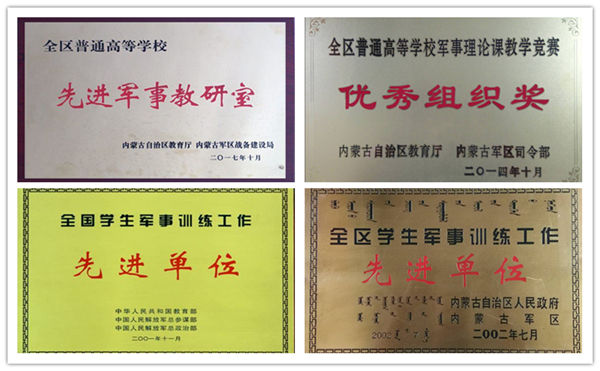 全区普通高等学校
先进军事教研室
内蒙古自治区教育厅 内蒙古军区战备建设局
二〇一七年十月
全区普通高等学校军事理论课教学竞赛
优秀组织奖
内蒙古自治区教育厅 内蒙古军区司令部
二〇一四年十月
全国学生军事训练工作
先进单位
中华人民共和国教育部
中国人民解放军总参谋部
中国人民解放军总政治部
二〇〇一年十一月
全区学生军事训练工作
先进单位
内蒙古自治区人民政府
内蒙古军区
2002 7
二〇〇二年七月